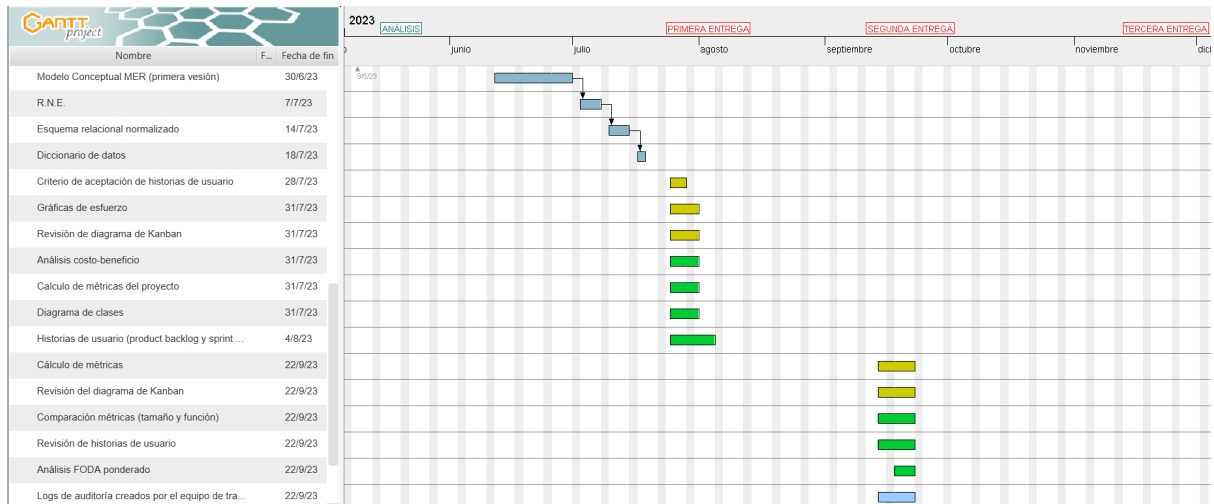 GANTT
project
2023
ANÁLISIS
PRIMERA ENTREGA
SEGUNDA ENTREGA
TERCERA ENTREGA
Nombre F... Fecha de fin
junio julio agosto septiembre octubre noviembre dici
9/5/23
Modelo Conceptual MER (primera vesión) 30/6/23
R.N.E. 7/7/23
Esquema relacional normalizado 14/7/23
Diccionario de datos 18/7/23
Criterio de aceptación de historias de usuario 28/7/23
Gráficas de esfuerzo 31/7/23
Revisión de diagrama de Kanban 31/7/23
Análisis costo-beneficio 31/7/23
Calculo de métricas del proyecto 31/7/23
Diagrama de clases 31/7/23
Historias de usuario (product backlog y sprint ... 4/8/23
Cálculo de métricas 22/9/23
Revisión del diagrama de Kanban 22/9/23
Comparación métricas (tamaño y función) 22/9/23
Revisión de historias de usuario 22/9/23
Análisis FODA ponderado 22/9/23
Logs de auditoría creados por el equipo de tra... 22/9/23